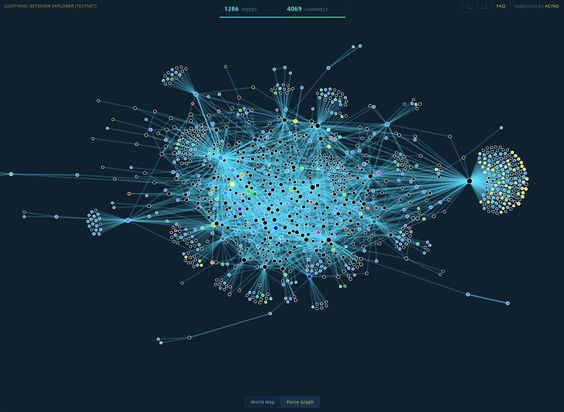 LIGHTNING NETWORK EXPLORER [TESTNET]
1286 NODES 4069 CHANNELS
FAQ Supported by ACINQ
World Map Force Graph